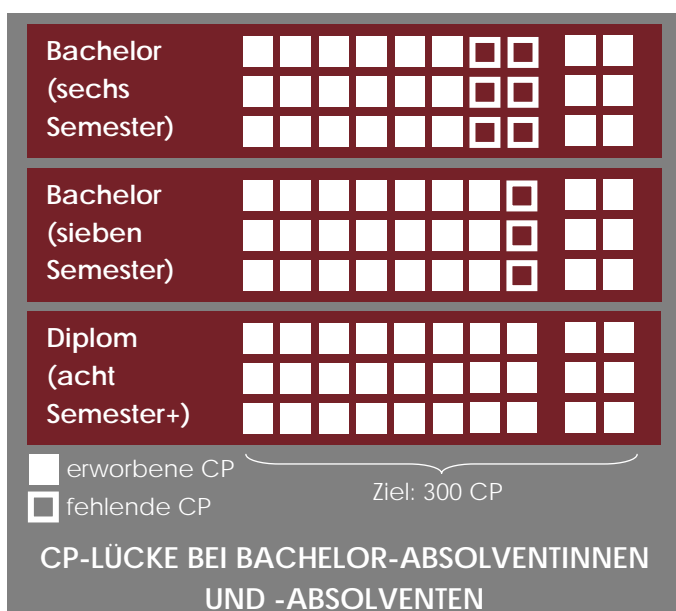 Bachelor
(sechs
Semester)
Bachelor
(sieben
Semester)
Diplom
(acht
Semester+)
erworbene CP
fehlende CP
Ziel: 300 CP
CP-LÜCKE BEI BACHELOR-ABSOLVENTINNEN
UND -ABSOLVENTEN